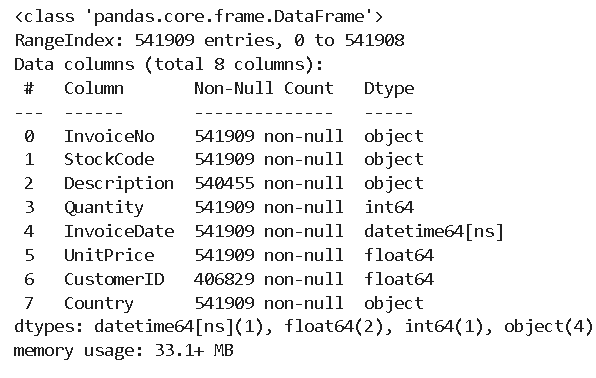 <class 'pandas.core.frame.DataFrame'>
RangeIndex: 541909 entries, 0 to 541908
Data columns (total 8 columns):
 #   Column       Non-Null Count   Dtype
---  ------       --------------   -----
 0   InvoiceNo    541909 non-null  object
 1   StockCode    541909 non-null  object
 2   Description  540455 non-null  object
 3   Quantity     541909 non-null  int64
 4   InvoiceDate  541909 non-null  datetime64[ns]
 5   UnitPrice    541909 non-null  float64
 6   CustomerID   406829 non-null  float64
 7   Country      541909 non-null  object
dtypes: datetime64[ns](1), float64(2), int64(1), object(4)
memory usage: 33.1+ MB